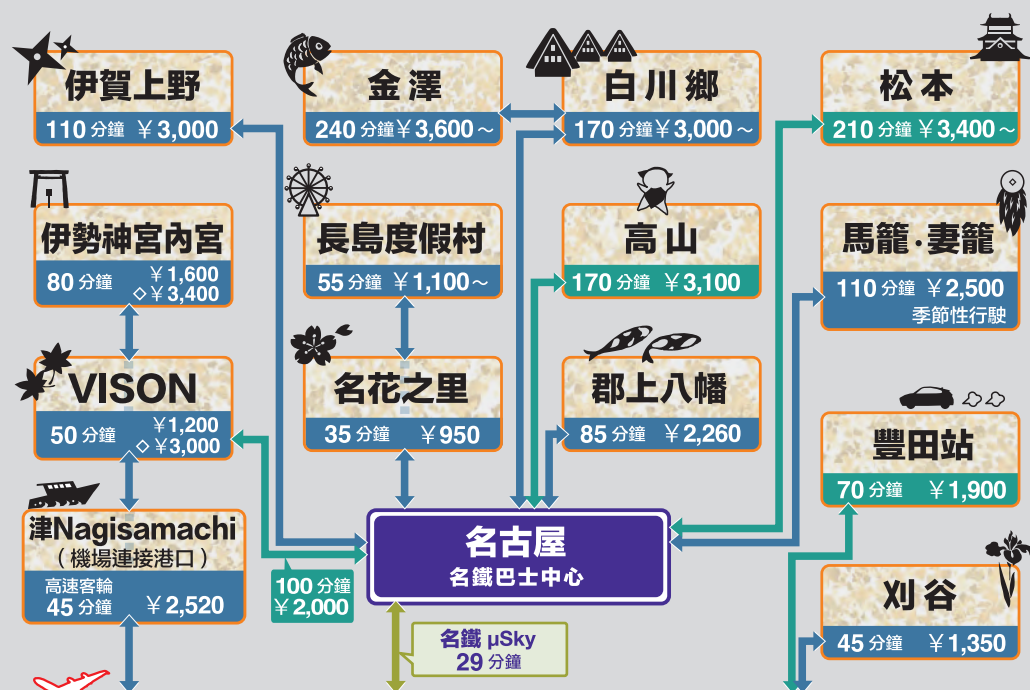 伊賀上野
110 分鐘 ￥3,000
金澤
240 分鐘￥3,600～
白川鄉
170 分鐘￥3,000～
松本
210 分鐘 ￥3,400～
伊勢神宮內宮
80 分鐘
￥1,600
◇￥3,400
長島度假村
55 分鐘 ￥1,100～
高山
170 分鐘 ￥3,100
馬籠·妻籠
110 分鐘 ￥2,500
季節性行駛
VISON
50 分鐘
￥1,200
◇￥3,000
名花之里
35 分鐘 ￥950
郡上八幡
85 分鐘 ￥2,260
豐田站
70 分鐘 ￥1,900
津Nagisamachi
（機場連接港口）
高速客輪
45 分鐘 ￥2,520
100 分鐘
￥2,000
名古屋
名鐵巴士中心
名鐵 µSky
29 分鐘
刈谷
45 分鐘 ￥1,350